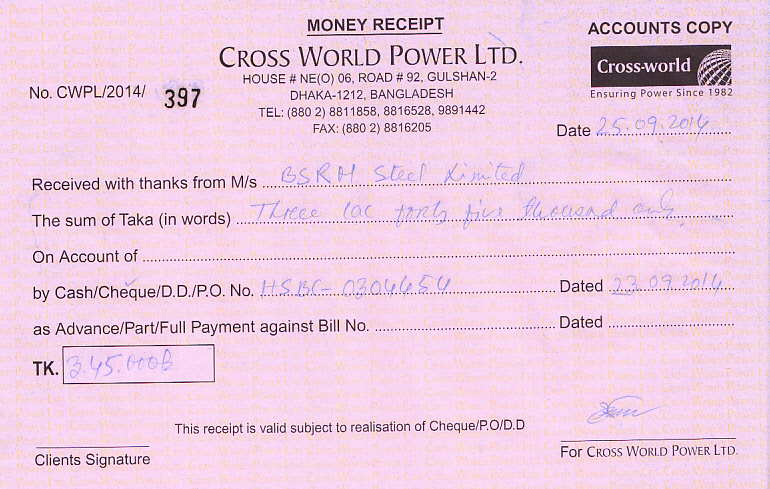 MONEY RECEIPT
ACCOUNTS COPY
CROSS WORLD POWER LTD.
Cross-world
Ensuring Power Since 1982
HOUSE # NE(O) 06, ROAD # 92, GULSHAN-2
DHAKA-1212, BANGLADESH
TEL: (880 2) 8811858, 8816528, 9891442
FAX: (880 2) 8816205
No. CWPL/2014/ 397
Date 25.09.2014
Received with thanks from M/s BSRM Steel Limited
The sum of Taka (in words) Three lac forty five thousand only
On Account of
by Cash/Cheque/D.D./P.O. No. HSBC- 0304454 Dated 23.09.2014
as Advance/Part/Full Payment against Bill No. Dated
TK. 3.45.000
This receipt is valid subject to realisation of Cheque/P.O/D.D
Clients Signature
For CROSS WORLD POWER LTD.